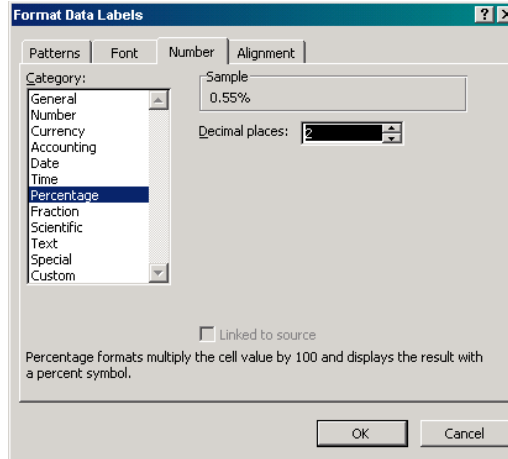 Format Data Labels
Patterns Font Number Alignment
Category:
General
Number
Currency
Accounting
Date
Time
Percentage
Fraction
Scientific
Text
Special
Custom
Sample
0.55%
Decimal places: 2
Linked to source
Percentage formats multiply the cell value by 100 and displays the result with
a percent symbol.
OK Cancel